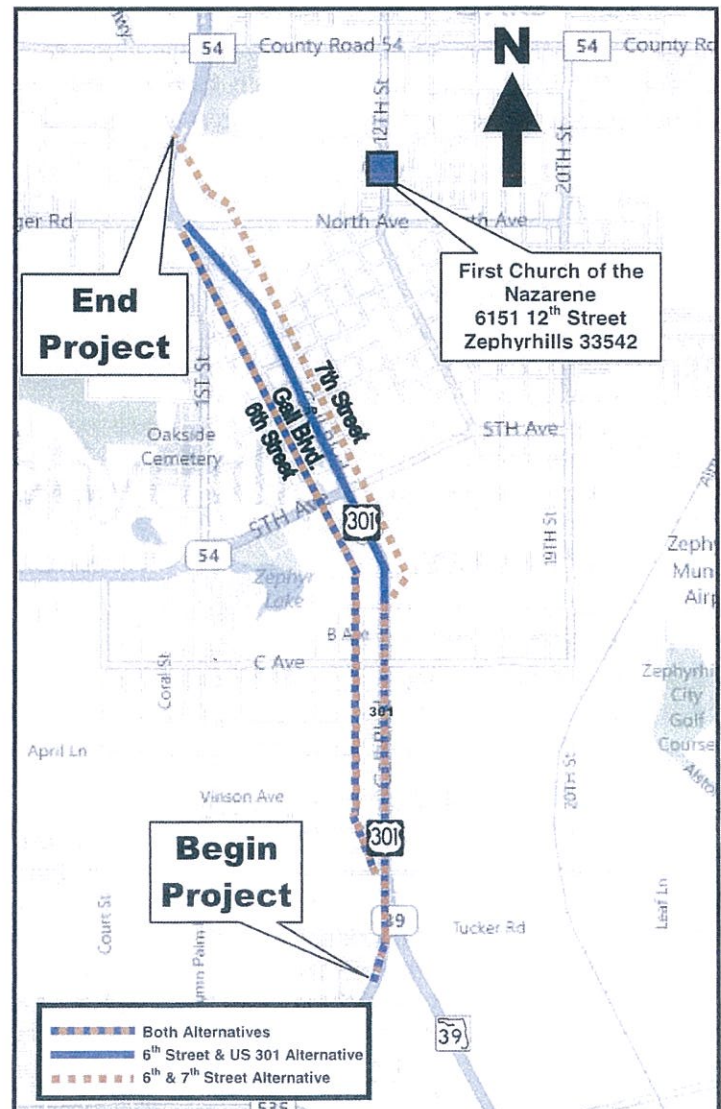 hwy
54
County Road 54
N
54
County Rd
12TH St
20TH St
ger Rd
North Ave
th Ave
End
Project
First Church of the
Nazarene
6151 12th Street
Zephyrhills 33542
1ST St
7th Street
Gall Blvd.
6th Street
5TH Ave
Oakside
Cemetery
301
5TH Ave
19TH St
54
Zephyr
Lake
Zeph
Mun
Airp
B Ave
C Ave
Coral St
301
Zephyrhi
City
Golf
Course
April Ln
20TH St
Vinson Ave
Begin
Project
301
39
Tucker Rd
Court St
Leaf Ln
Palm
39
Both Alternatives
6th Street & US 301 Alternative
6th & 7th Street Alternative